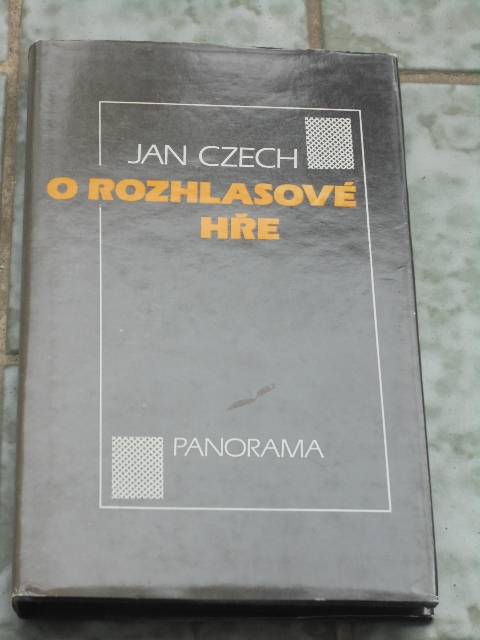 JAN CZECH
O ROZHLASOVÉ
HŘE
PANORAMA